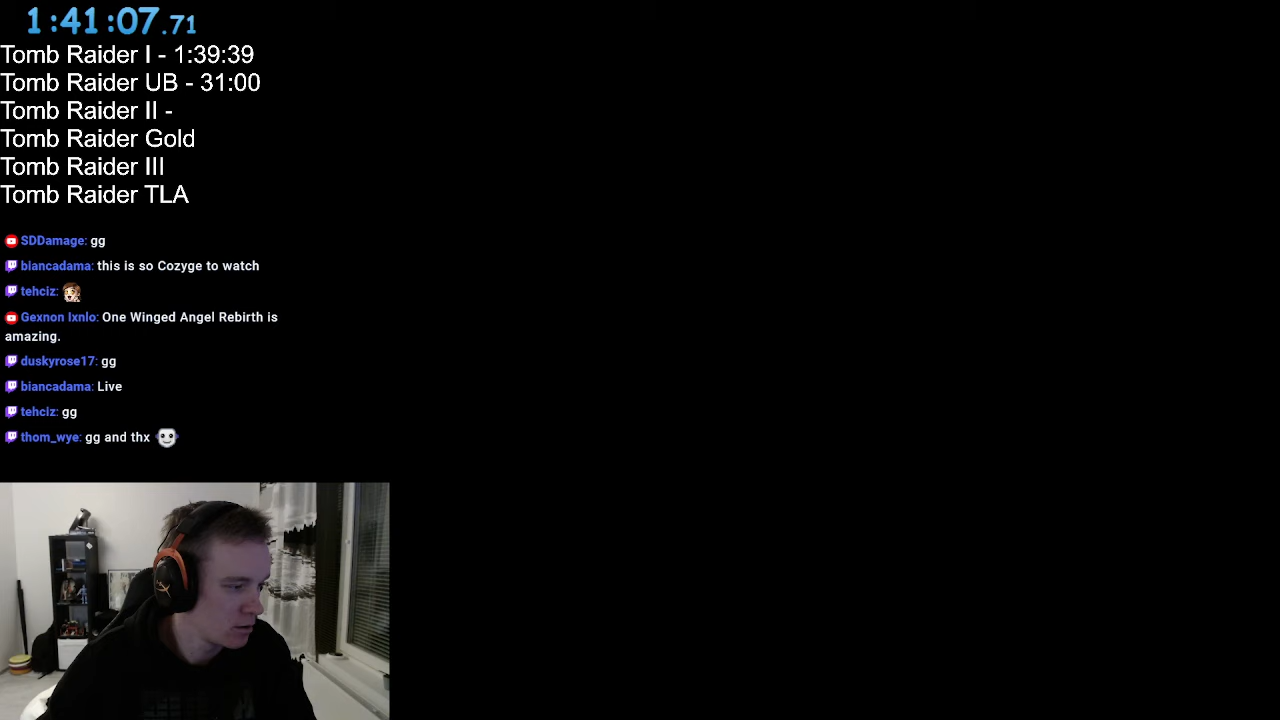 1:41:07.71
Tomb Raider I - 1:39:39
Tomb Raider UB - 31:00
Tomb Raider II -
Tomb Raider Gold
Tomb Raider III
Tomb Raider TLA
SDDamage: gg
biancadama: this is so Cozyge to watch
tehciz:
Gexnon Ixnlo: One Winged Angel Rebirth is
amazing.
duskyrose17: gg
biancadama: Live
tehciz: gg
thom_wye: gg and thx